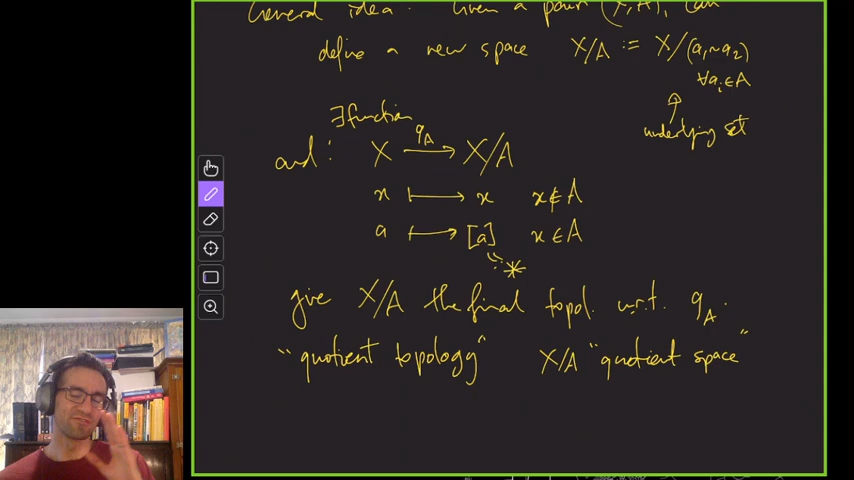 General idea: Given a pair (X,A), can
define a new space X/A := X/(a₁~a₂)
∀aᵢ∈A
underlying set
∃function
and: X —q_A→ X/A
x ↦ x x∉A
a ↦ [a] x∈A
*
give X/A the final topol. w.r.t. q_A.
"quotient topology" X/A "quotient space"